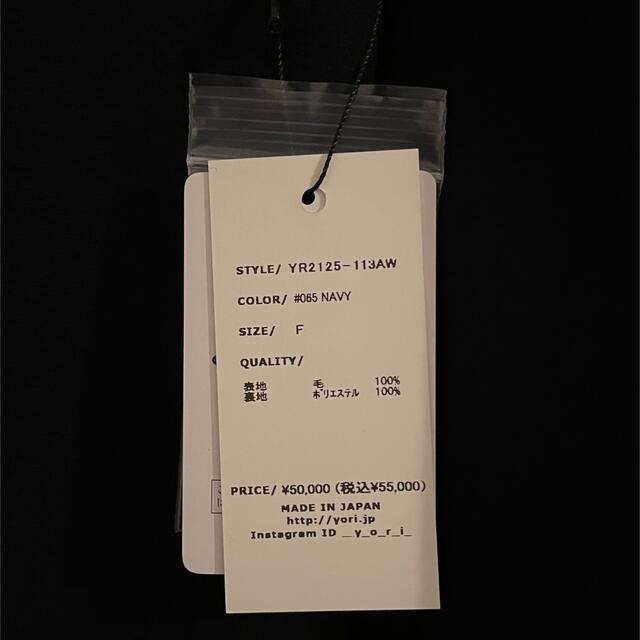 STYLE/ YR2125-113AW
COLOR/ #065 NAVY
SIZE/ F
QUALITY/
表地 毛 100%
裏地 ポリエステル 100%
PRICE/ ¥50,000 (税込¥55,000)
MADE IN JAPAN
http://yori.jp
Instagram ID __y_o_r_i_